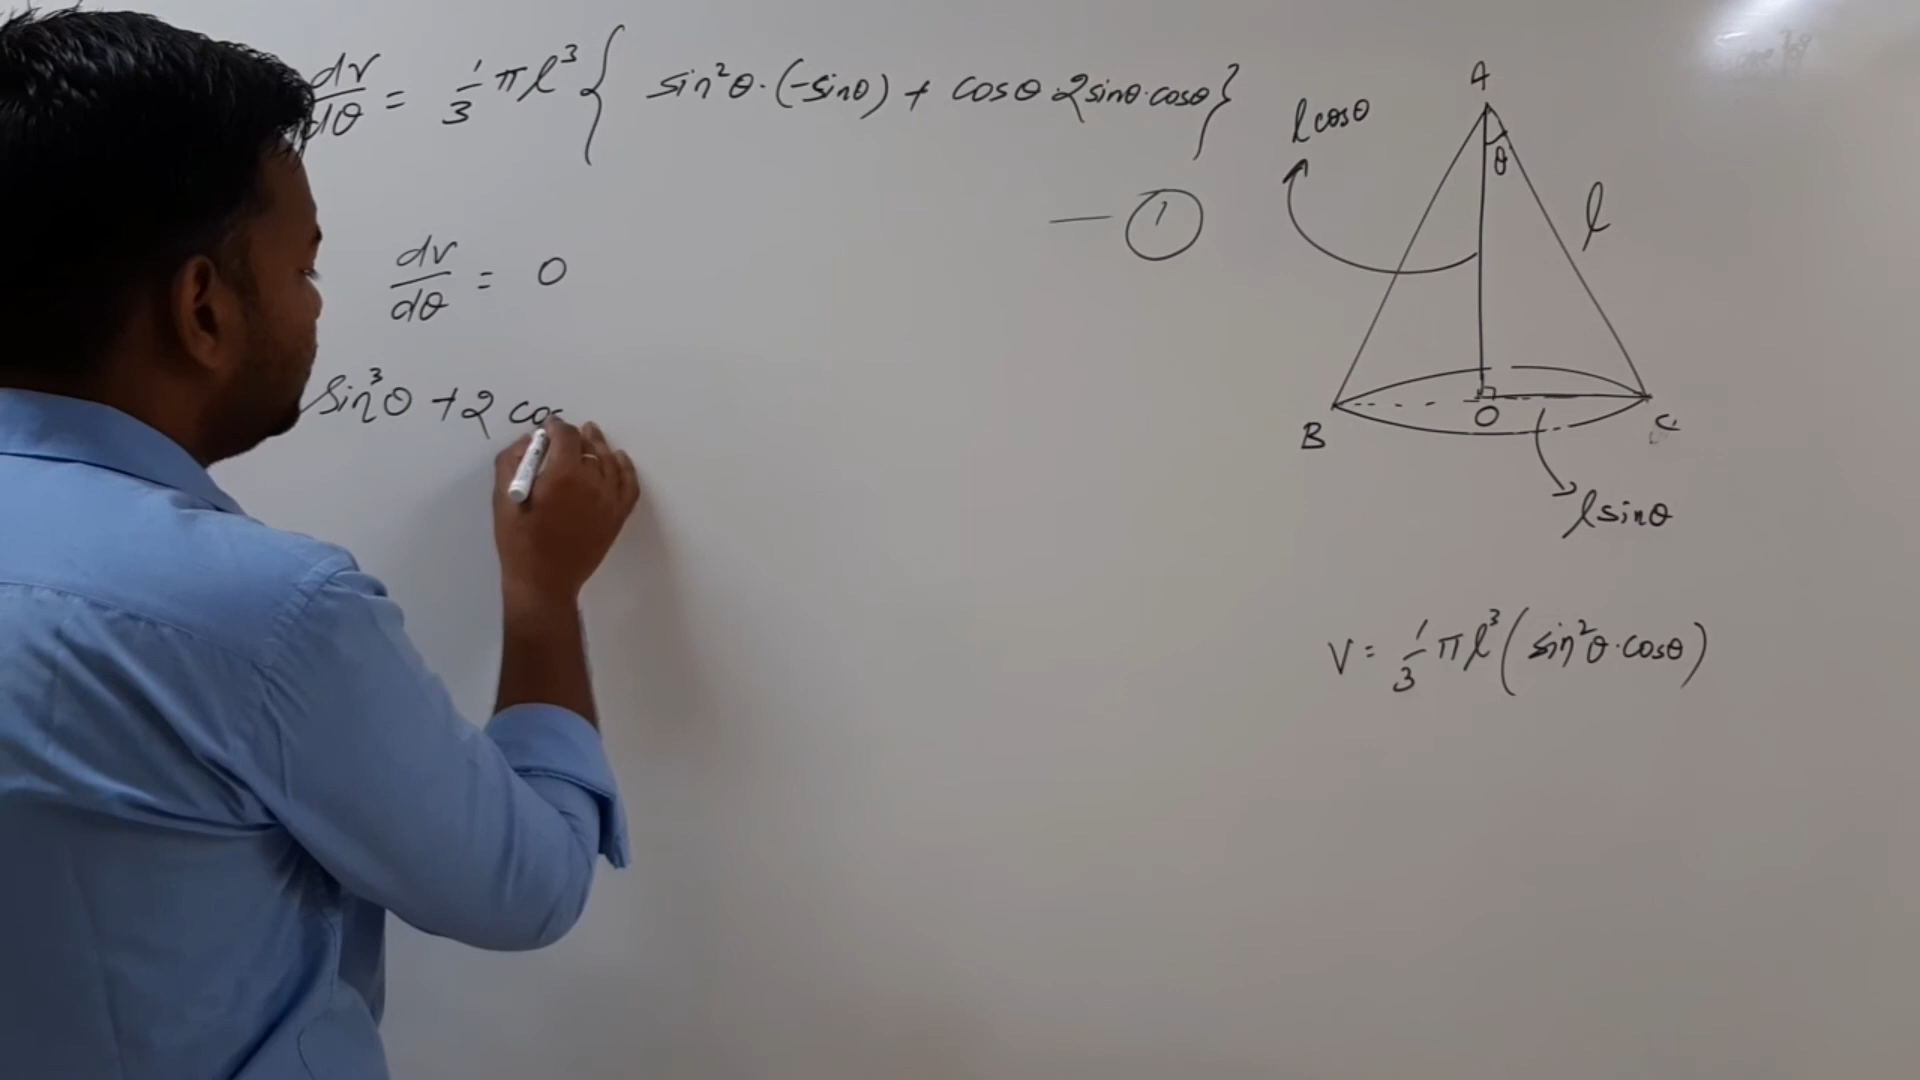 dv/dθ = 1/3 πl³ { sin²θ·(-sinθ) + cosθ·2sinθ·cosθ}
— ①
dv/dθ = 0
sin³θ + 2 cos
A
θ
lcosθ
l
B
O
C
lsinθ
V = 1/3 πl³ (sin²θ·cosθ)